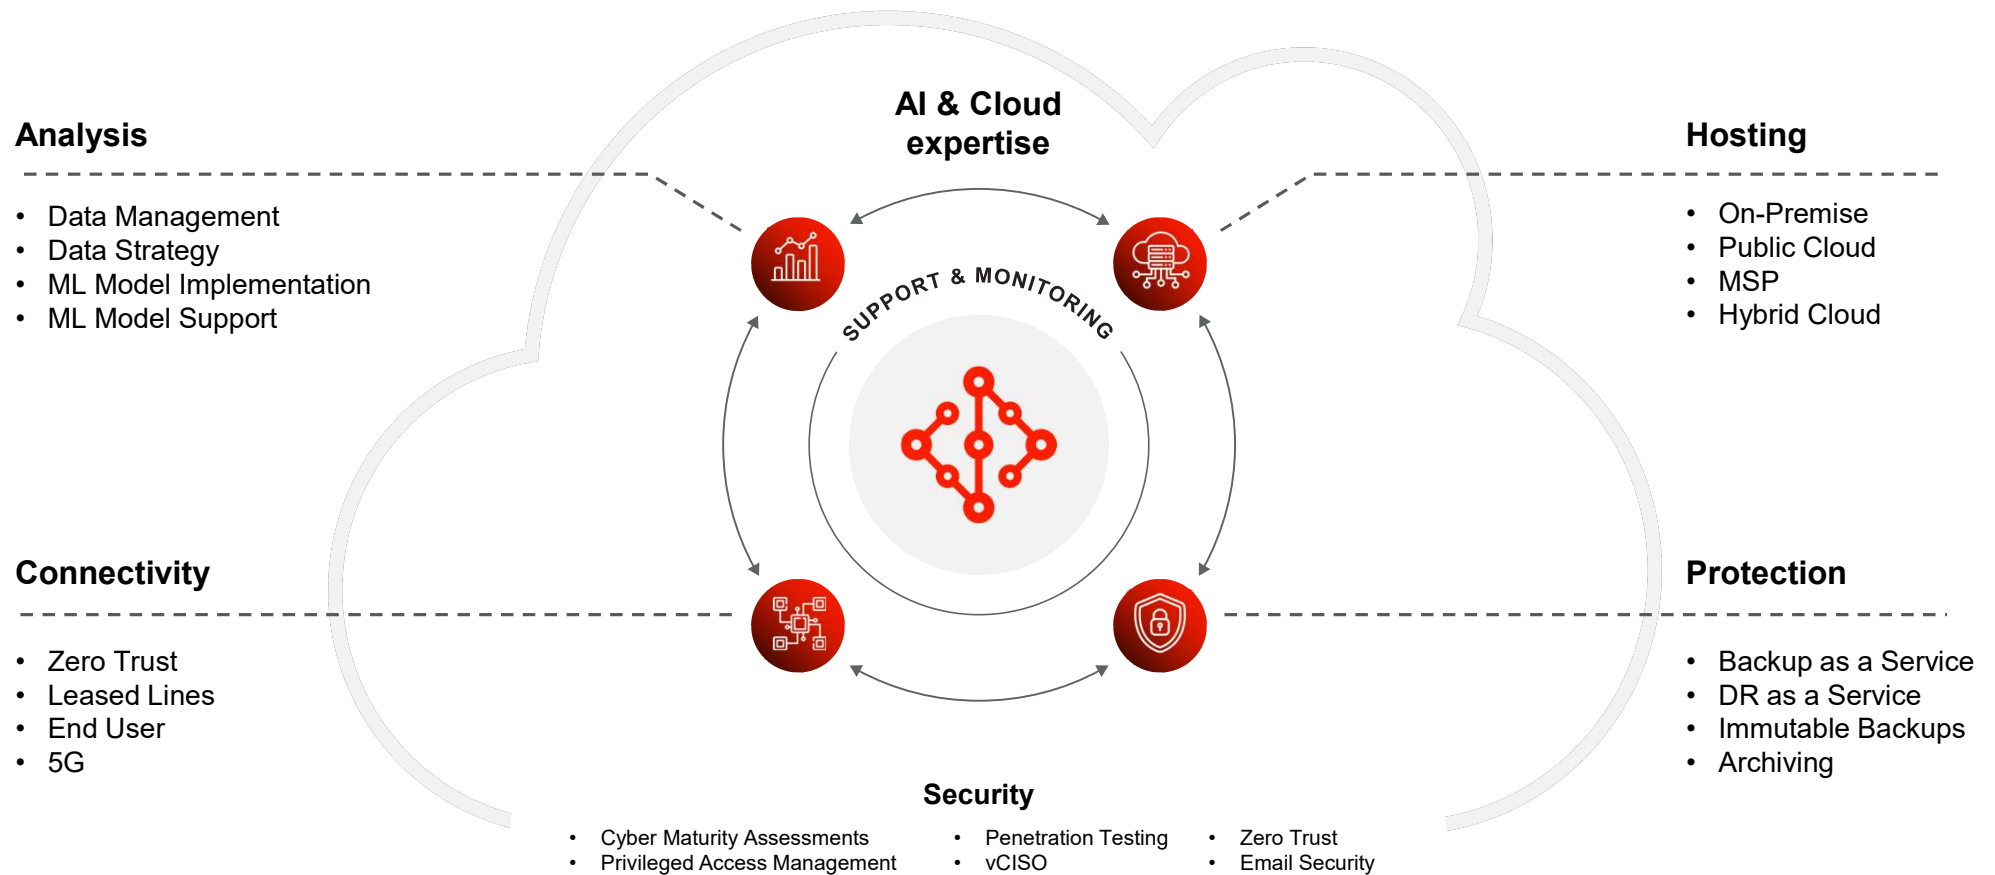 AI & Cloud
expertise
Analysis
• Data Management
• Data Strategy
• ML Model Implementation
• ML Model Support
Hosting
• On-Premise
• Public Cloud
• MSP
• Hybrid Cloud
SUPPORT & MONITORING
Connectivity
• Zero Trust
• Leased Lines
• End User
• 5G
Protection
• Backup as a Service
• DR as a Service
• Immutable Backups
• Archiving
Security
• Cyber Maturity Assessments
• Privileged Access Management
• Penetration Testing
• vCISO
• Zero Trust
• Email Security